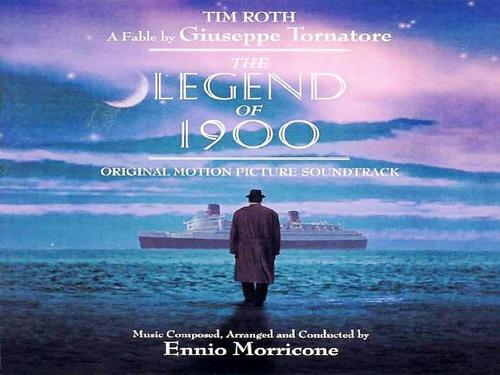 TIM ROTH
A Fable by Giuseppe Tornatore
THE
LEGEND
OF
1900
ORIGINAL MOTION PICTURE SOUNDTRACK
Music Composed, Arranged and Conducted by
Ennio Morricone